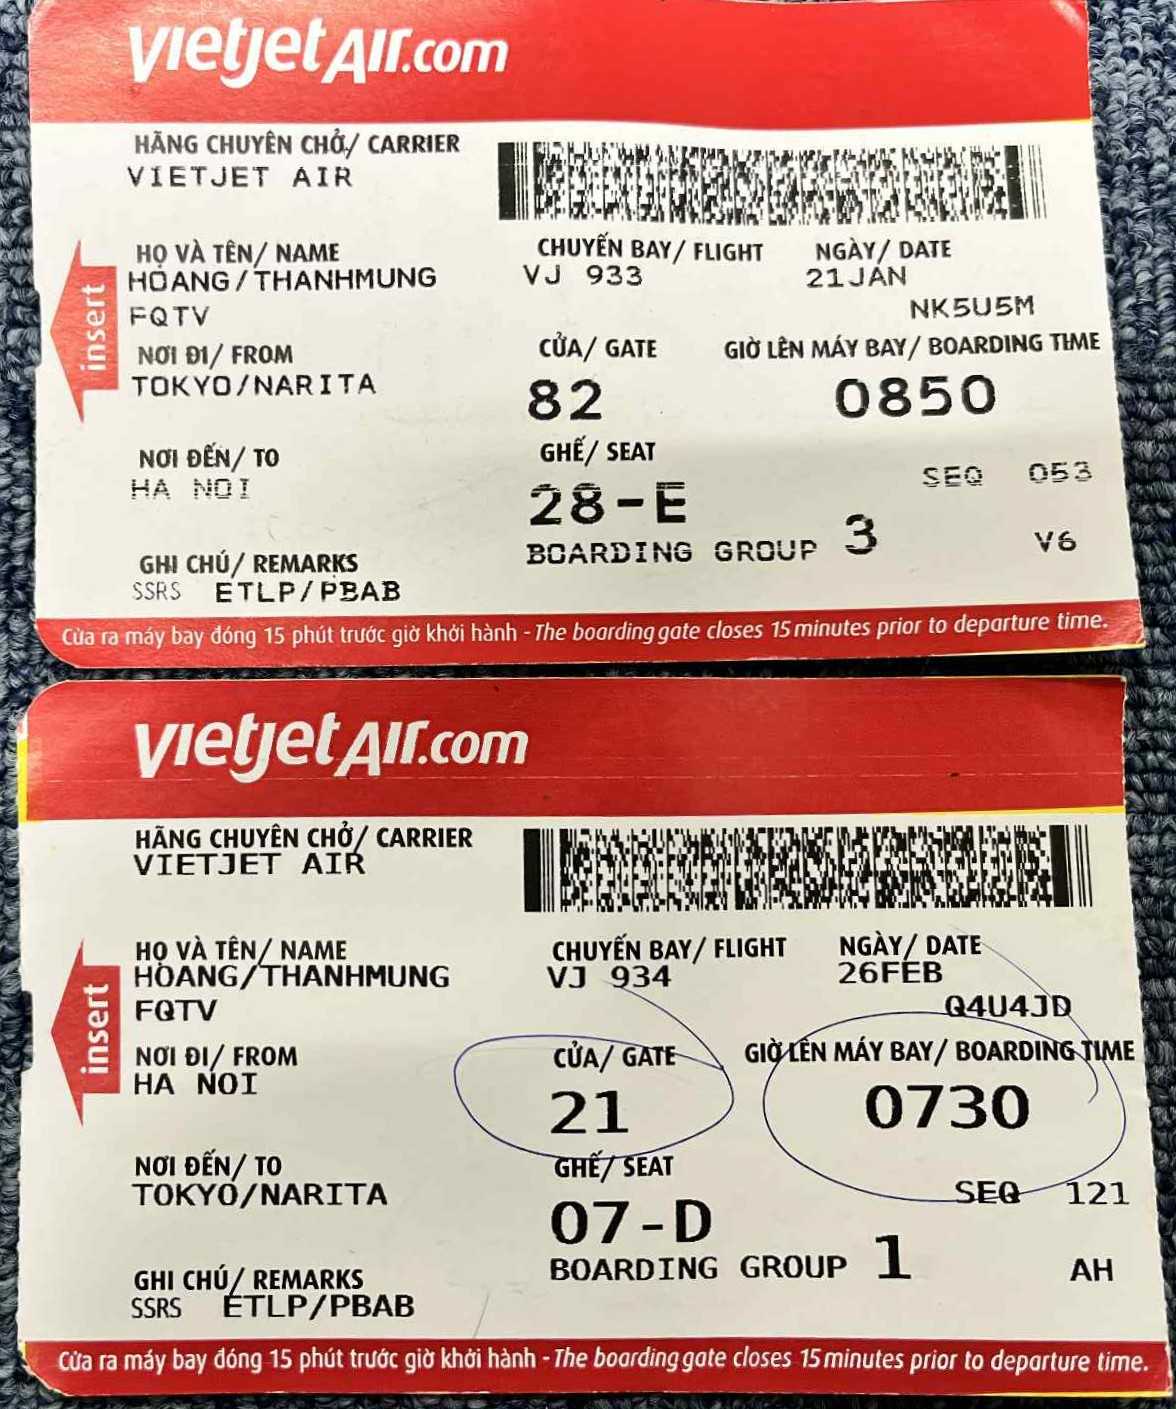 vietjetAir.com
HÃNG CHUYÊN CHỞ/ CARRIER
VIETJET AIR
HỌ VÀ TÊN/ NAME CHUYẾN BAY/ FLIGHT NGÀY/ DATE
HOANG/THANHMUNG VJ 933 21JAN
FQTV NK5U5M
NƠI ĐI/ FROM CỬA/ GATE GIỜ LÊN MÁY BAY/ BOARDING TIME
TOKYO/NARITA 82 0850
NƠI ĐẾN/ TO GHẾ/ SEAT
HA NOI 28-E SEQ 053
BOARDING GROUP 3 V6
GHI CHÚ/ REMARKS
SSRS ETLP/PBAB
insert
Cửa ra máy bay đóng 15 phút trước giờ khởi hành - The boarding gate closes 15 minutes prior to departure time.
vietjetAir.com
HÃNG CHUYÊN CHỞ/ CARRIER
VIETJET AIR
HỌ VÀ TÊN/ NAME CHUYẾN BAY/ FLIGHT NGÀY/ DATE
HOANG/THANHMUNG VJ 934 26FEB
FQTV Q4U4JD
NƠI ĐI/ FROM CỬA/ GATE GIỜ LÊN MÁY BAY/ BOARDING TIME
HA NOI 21 0730
NƠI ĐẾN/ TO GHẾ/ SEAT
TOKYO/NARITA 07-D SEQ 121
BOARDING GROUP 1 AH
GHI CHÚ/ REMARKS
SSRS ETLP/PBAB
insert
Cửa ra máy bay đóng 15 phút trước giờ khởi hành - The boarding gate closes 15 minutes prior to departure time.